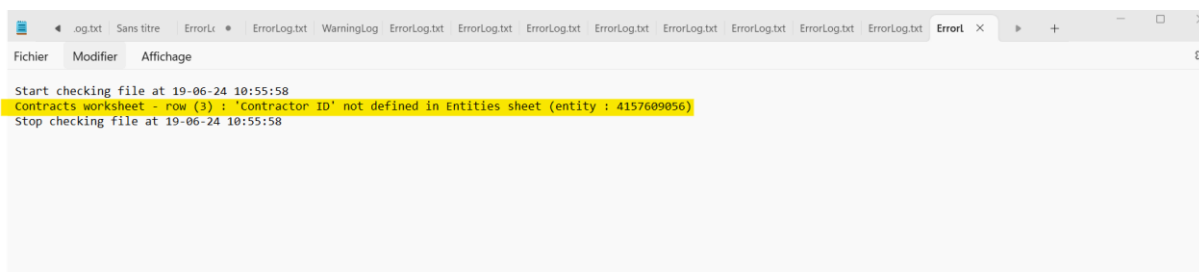 .og.txt Sans titre ErrorLc ErrorLog.txt WarningLog ErrorLog.txt ErrorLog.txt ErrorLog.txt ErrorLog.txt ErrorLog.txt ErrorLog.txt ErrorLog.txt ErrorLog.txt ErrorL
Fichier Modifier Affichage
Start checking file at 19-06-24 10:55:58
Contracts worksheet - row (3) : 'Contractor ID' not defined in Entities sheet (entity : 4157609056)
Stop checking file at 19-06-24 10:55:58